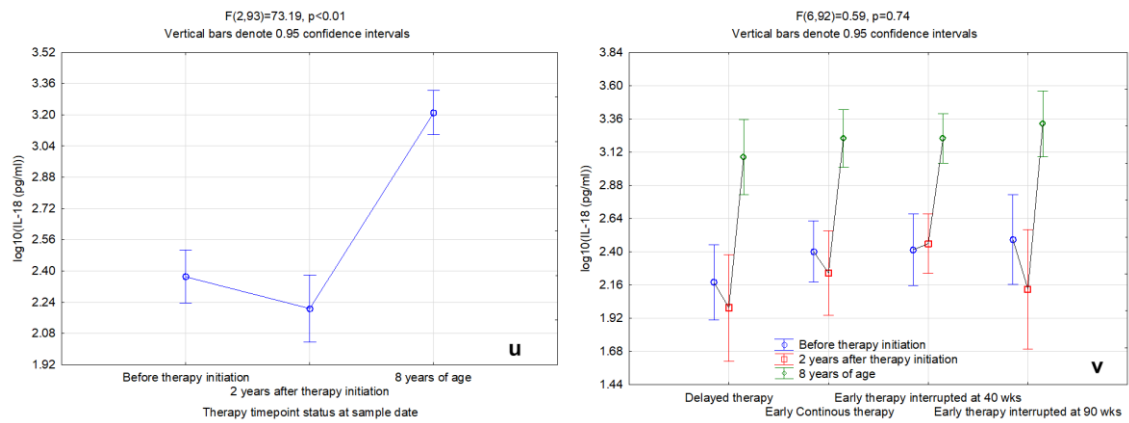 F(2,93)=73.19, p<0.01
Vertical bars denote 0.95 confidence intervals
3.52
3.36
3.20
3.04
2.88
2.72
2.56
2.40
2.24
2.08
1.92
log10(IL-18 (pg/ml))
u
Before therapy initiation
2 years after therapy initiation
8 years of age
Therapy timepoint status at sample date
F(6,92)=0.59, p=0.74
Vertical bars denote 0.95 confidence intervals
3.84
3.60
3.36
3.12
2.88
2.64
2.40
2.16
1.92
1.68
1.44
log10(IL-18 (pg/ml))
Before therapy initiation
2 years after therapy initiation
8 years of age
v
Delayed therapy
Early Continous therapy
Early therapy interrupted at 40 wks
Early therapy interrupted at 90 wks